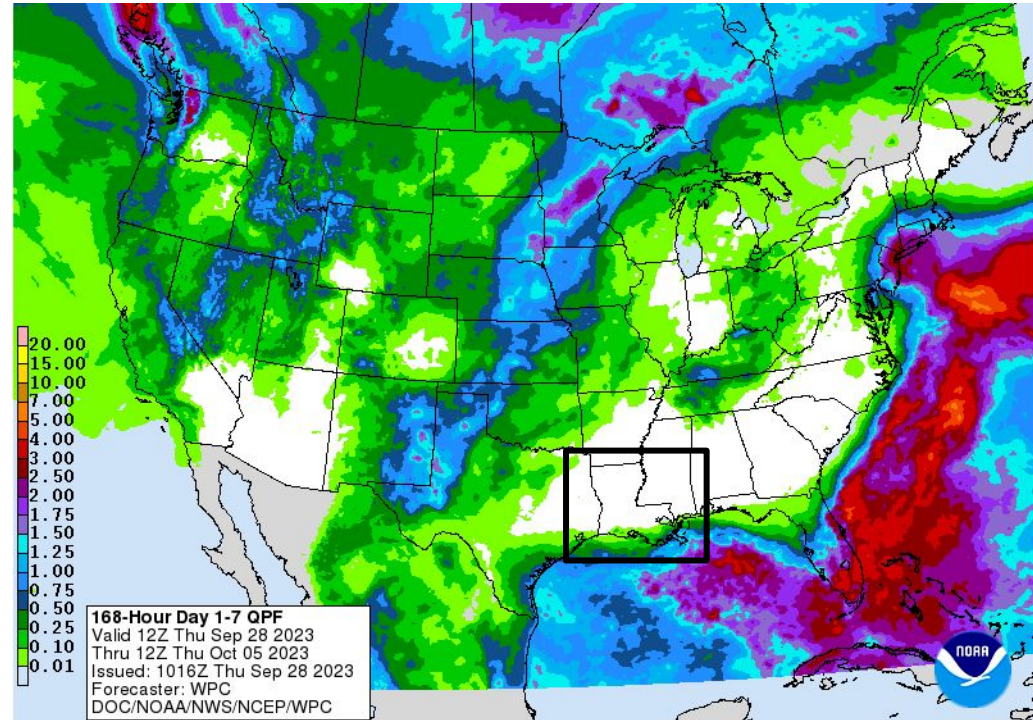 20.00
15.00
10.00
7.00
5.00
4.00
3.00
2.50
2.00
1.75
1.50
1.25
1.00
0.75
0.50
0.25
0.10
0.01
168-Hour Day 1-7 QPF
Valid 12Z Thu Sep 28 2023
Thru 12Z Thu Oct 05 2023
Issued: 1016Z Thu Sep 28 2023
Forecaster: WPC
DOC/NOAA/NWS/NCEP/WPC
NOAA